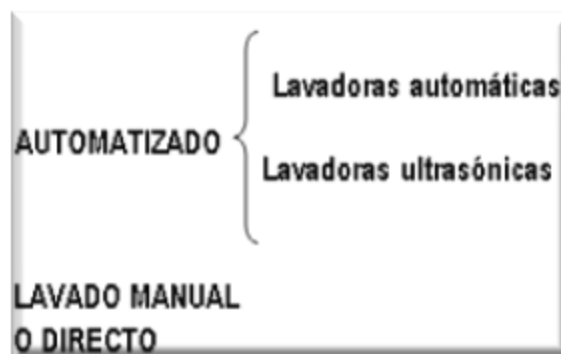 Lavadoras automáticas
AUTOMATIZADO
Lavadoras ultrasónicas
LAVADO MANUAL
O DIRECTO